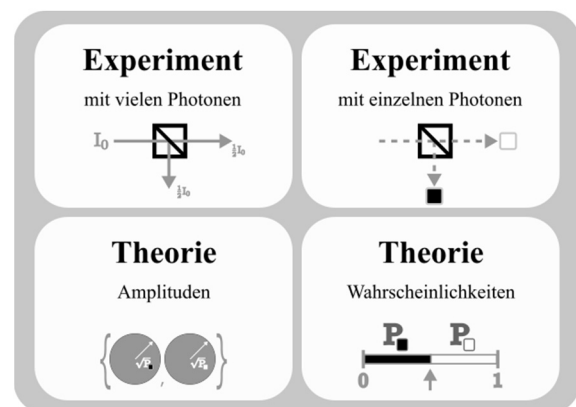 Experiment
mit vielen Photonen
I₀
½I₀
½I₀
Experiment
mit einzelnen Photonen
Theorie
Amplituden
{ √P■ , √P□ }
Theorie
Wahrscheinlichkeiten
P■ P□
0 1